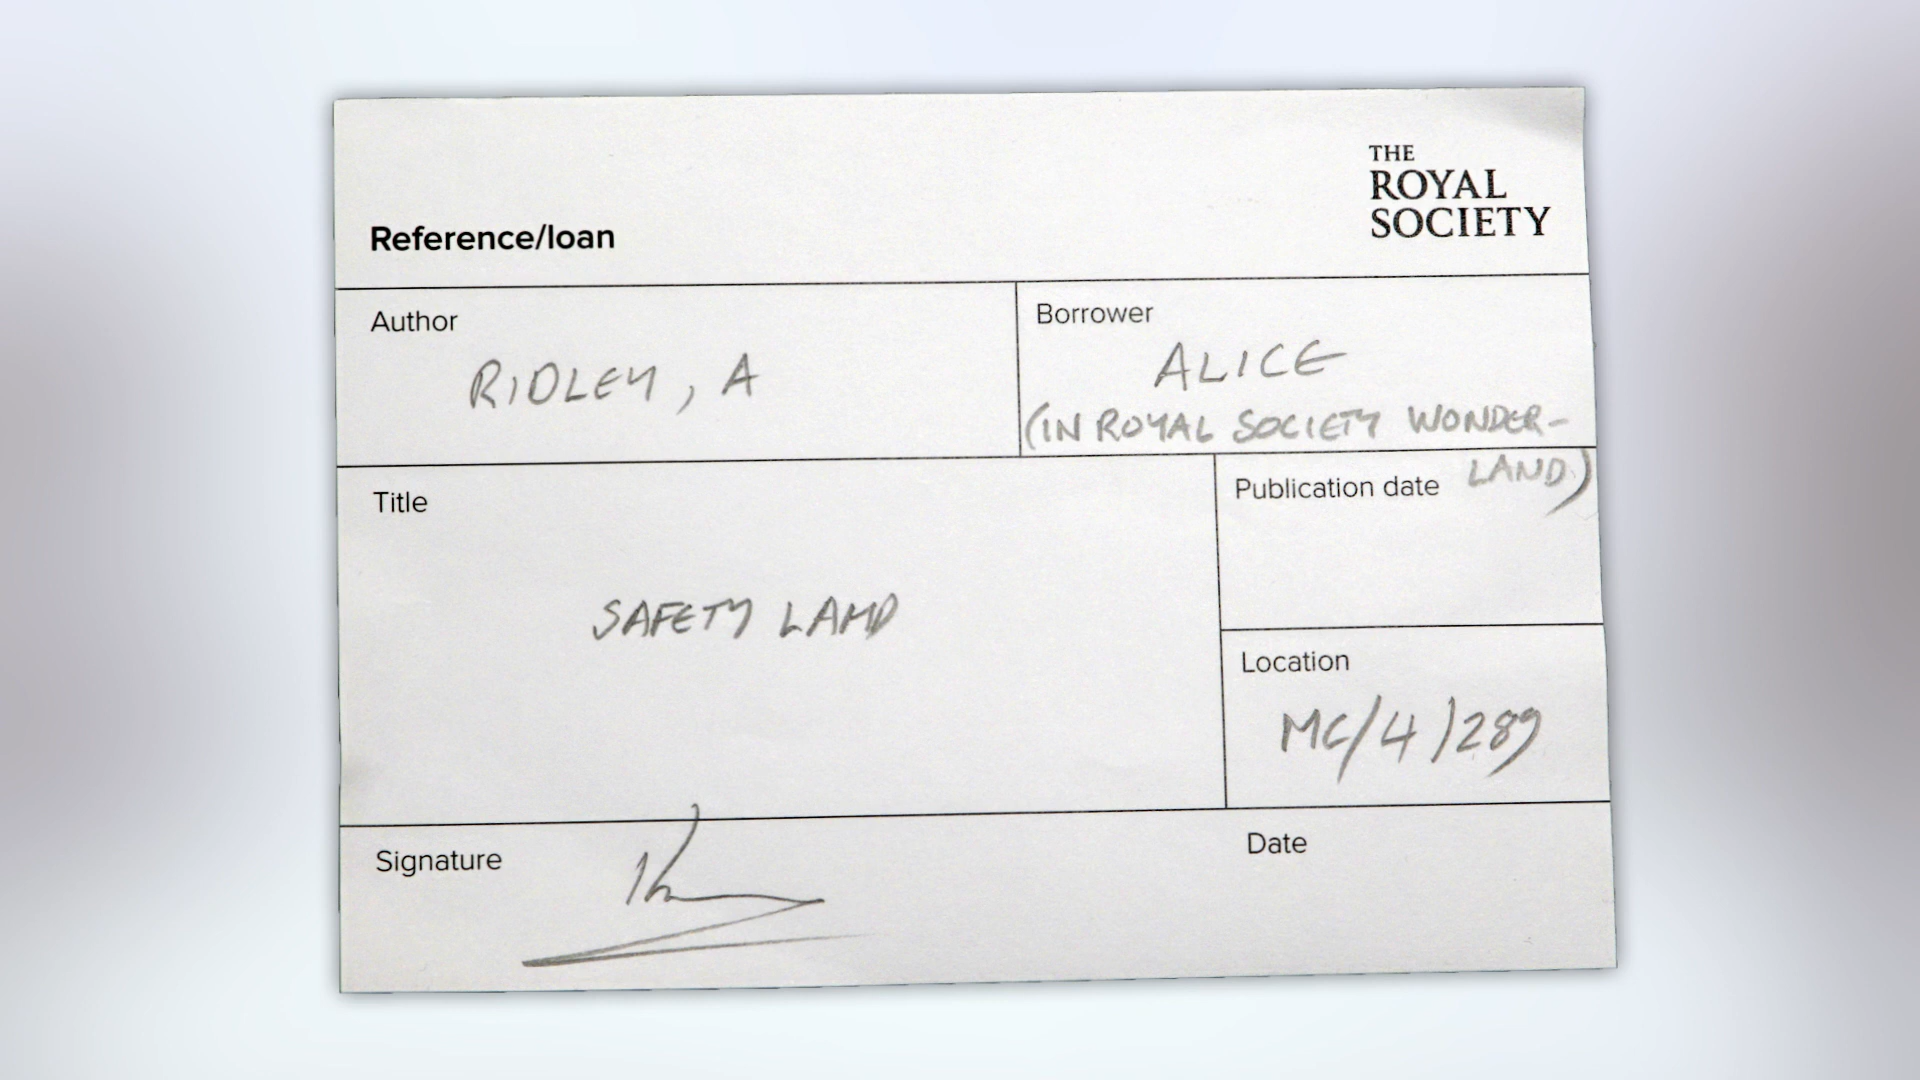 THE
ROYAL
SOCIETY
Reference/loan
Author
RIDLEY, A
Borrower
ALICE
(IN ROYAL SOCIETY WONDER-
LAND)
Title
SAFETY LAMP
Publication date
Location
MC/4/289
Signature
Date